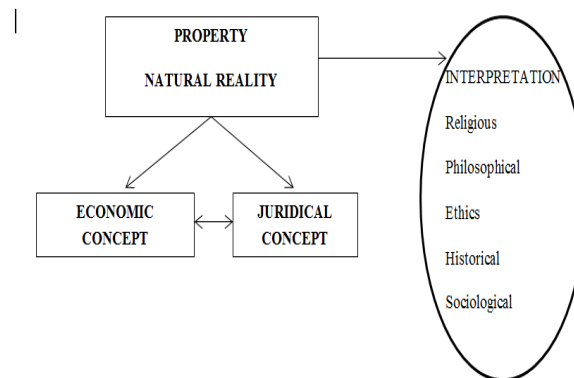 PROPERTY
NATURAL REALITY
ECONOMIC
CONCEPT
JURIDICAL
CONCEPT
INTERPRETATION
Religious
Philosophical
Ethics
Historical
Sociological